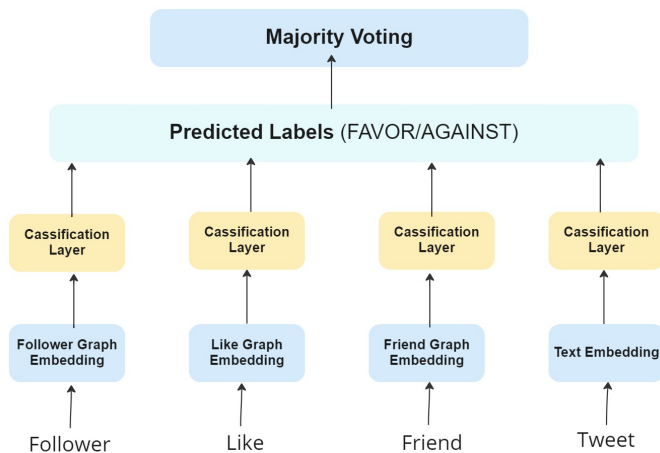 Majority Voting
Predicted Labels (FAVOR/AGAINST)
Cassification
Layer
Cassification
Layer
Cassification
Layer
Cassification
Layer
Follower Graph
Embedding
Like Graph
Embedding
Friend Graph
Embedding
Text Embedding
Follower
Like
Friend
Tweet